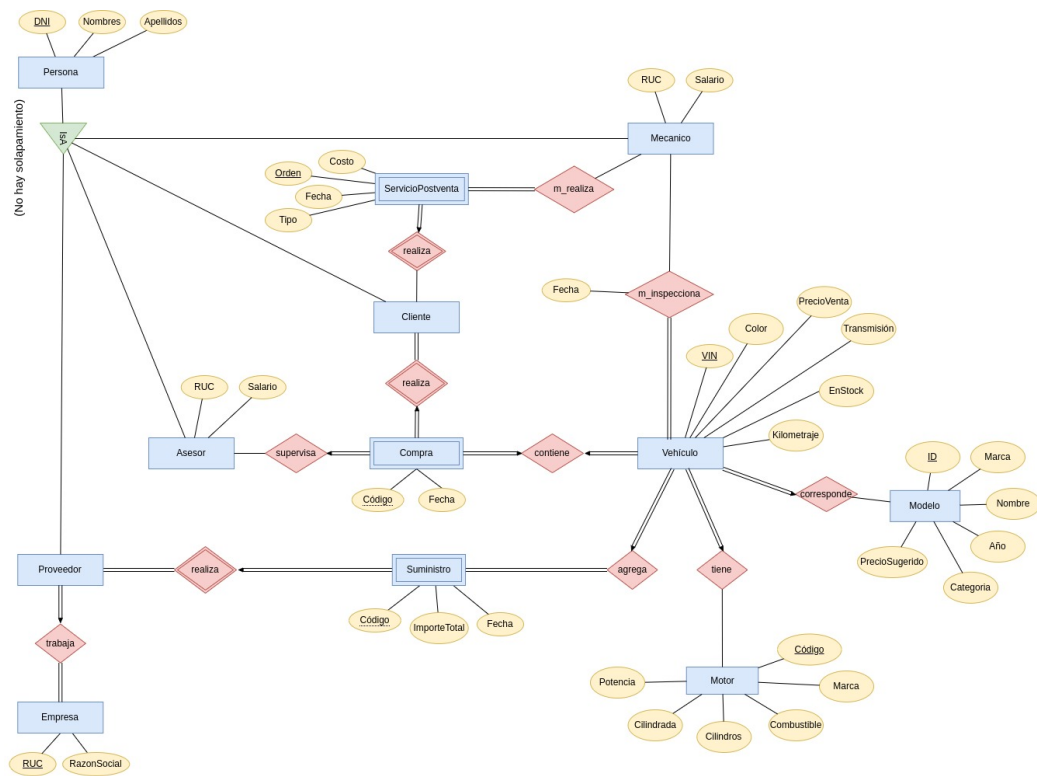 DNI
Nombres
Apellidos
Persona
(No hay solapamiento)
IsA
RUC
Salario
Mecanico
Costo
Orden
Fecha
Tipo
ServicioPostventa
m_realiza
realiza
Cliente
Fecha
m_inspecciona
PrecioVenta
Color
Transmisión
VIN
EnStock
Kilometraje
realiza
RUC
Salario
Asesor
supervisa
Compra
contiene
Vehículo
Código
Fecha
corresponde
ID
Marca
Modelo
Nombre
Año
PrecioSugerido
Categoria
Proveedor
realiza
Suministro
agrega
tiene
Código
ImporteTotal
Fecha
trabaja
Empresa
RUC
RazonSocial
Motor
Código
Potencia
Marca
Cilindrada
Cilindros
Combustible